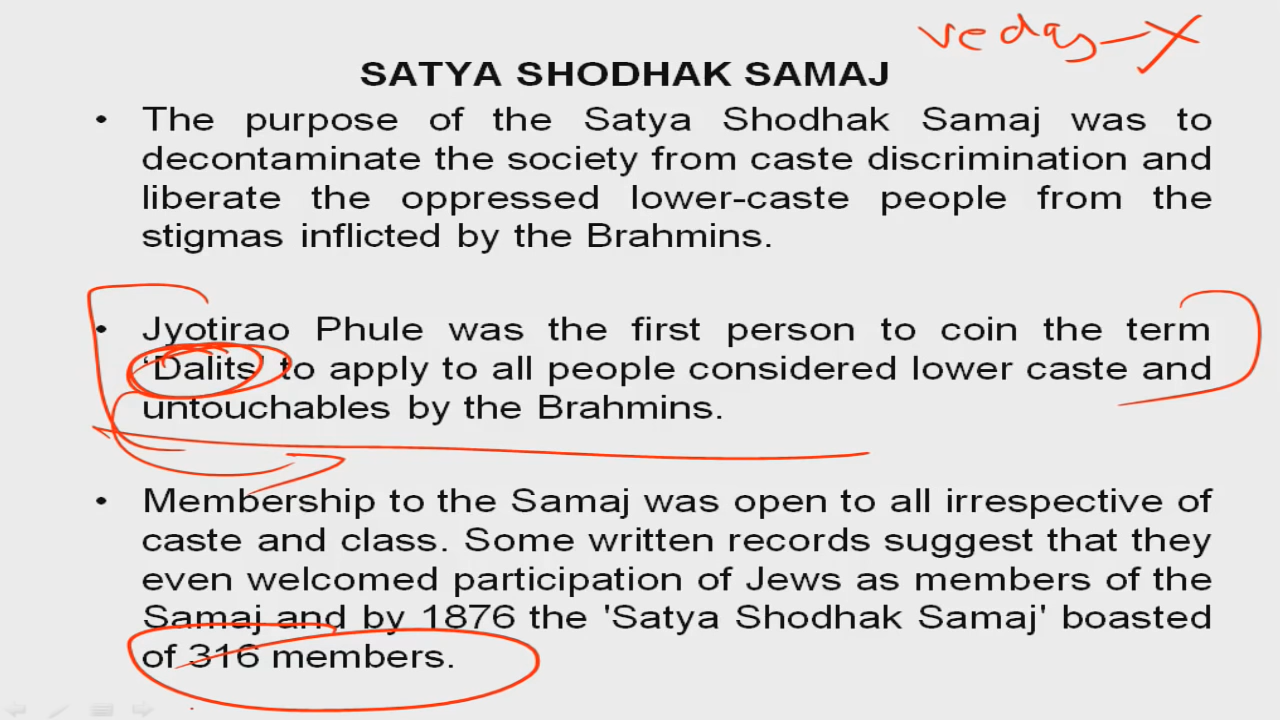 vedas - X
SATYA SHODHAK SAMAJ
• The purpose of the Satya Shodhak Samaj was to
decontaminate the society from caste discrimination and
liberate the oppressed lower-caste people from the
stigmas inflicted by the Brahmins.
• Jyotirao Phule was the first person to coin the term
‘Dalits’ to apply to all people considered lower caste and
untouchables by the Brahmins.
• Membership to the Samaj was open to all irrespective of
caste and class. Some written records suggest that they
even welcomed participation of Jews as members of the
Samaj and by 1876 the 'Satya Shodhak Samaj' boasted
of 316 members.